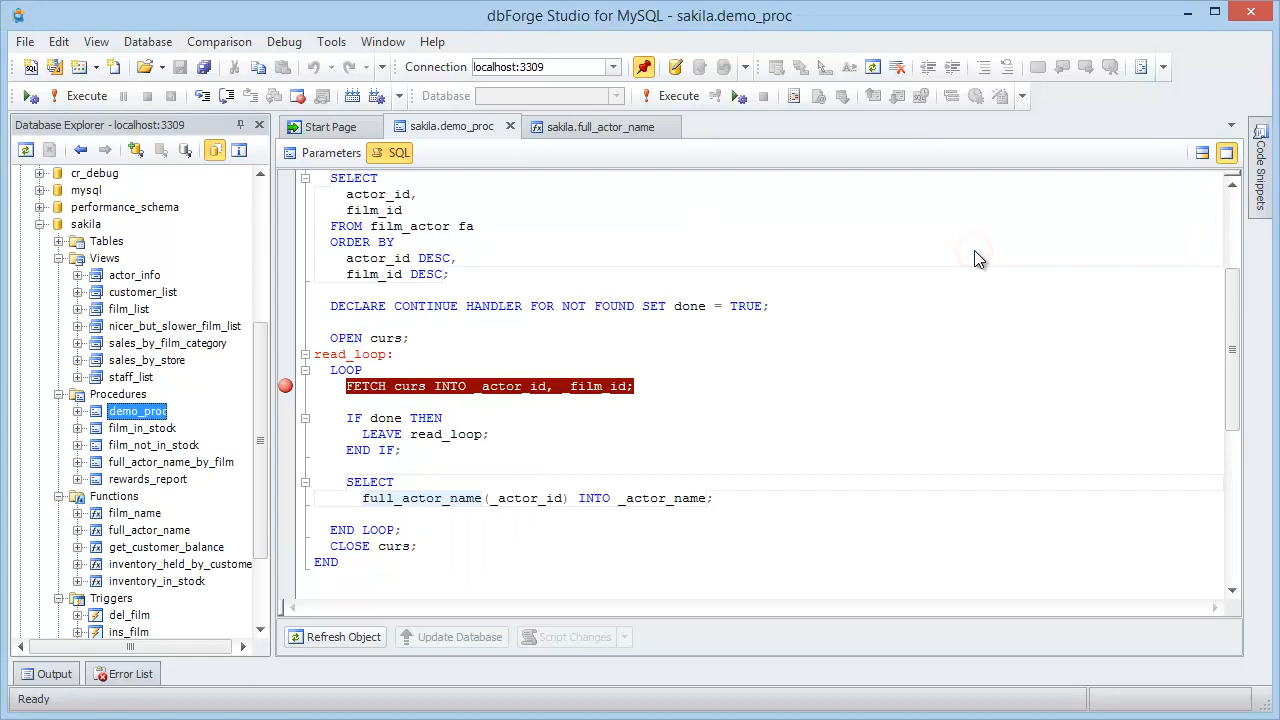 dbForge Studio for MySQL - sakila.demo_proc
File Edit View Database Comparison Debug Tools Window Help
Connection localhost:3309
Execute Database Execute
Database Explorer - localhost:3309
Start Page sakila.demo_proc sakila.full_actor_name
Parameters SQL
Code Snippets
cr_debug
mysql
performance_schema
sakila
Tables
Views
actor_info
customer_list
film_list
nicer_but_slower_film_list
sales_by_film_category
sales_by_store
staff_list
Procedures
demo_proc
film_in_stock
film_not_in_stock
full_actor_name_by_film
rewards_report
Functions
film_name
full_actor_name
get_customer_balance
inventory_held_by_custome
inventory_in_stock
Triggers
del_film
ins_film
SELECT
actor_id,
film_id
FROM film_actor fa
ORDER BY
actor_id DESC,
film_id DESC;
DECLARE CONTINUE HANDLER FOR NOT FOUND SET done = TRUE;
OPEN curs;
read_loop:
LOOP
FETCH curs INTO _actor_id, _film_id;
IF done THEN
LEAVE read_loop;
END IF;
SELECT
full_actor_name(_actor_id) INTO _actor_name;
END LOOP;
CLOSE curs;
END
Refresh Object Update Database Script Changes
Output Error List
Ready